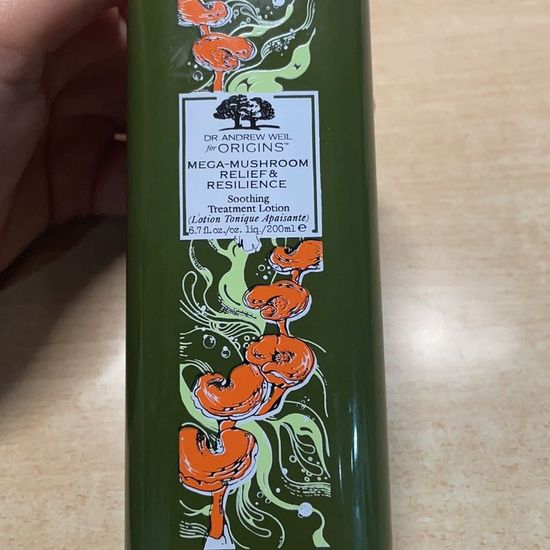 DR. ANDREW WEIL
for ORIGINS™
MEGA-MUSHROOM
RELIEF &
RESILIENCE
Soothing
Treatment Lotion
(Lotion Tonique Apaisante)
6.7 fl.oz./oz. liq./200ml ℮